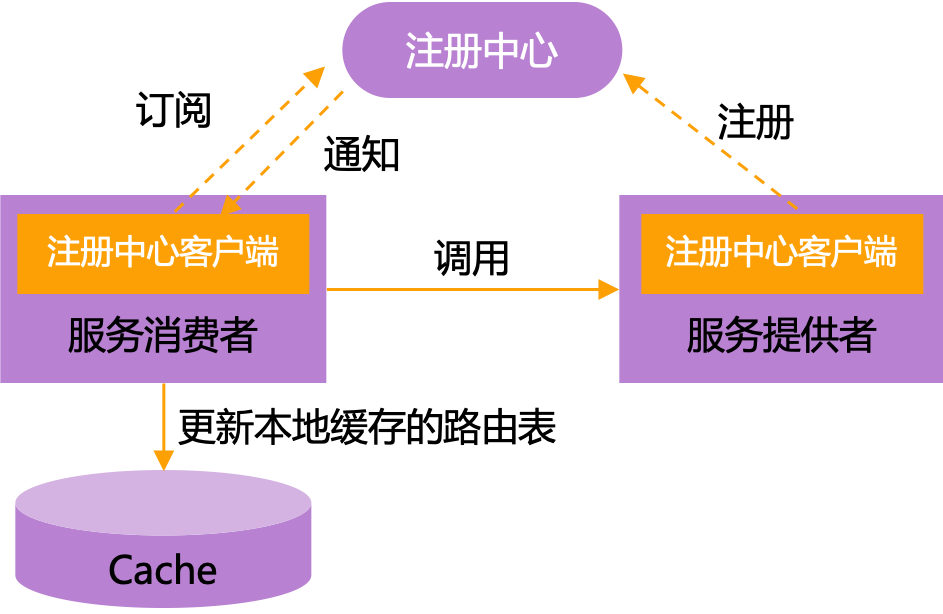 注册中心
订阅
通知
注册
注册中心客户端
服务消费者
调用
注册中心客户端
服务提供者
更新本地缓存的路由表
Cache